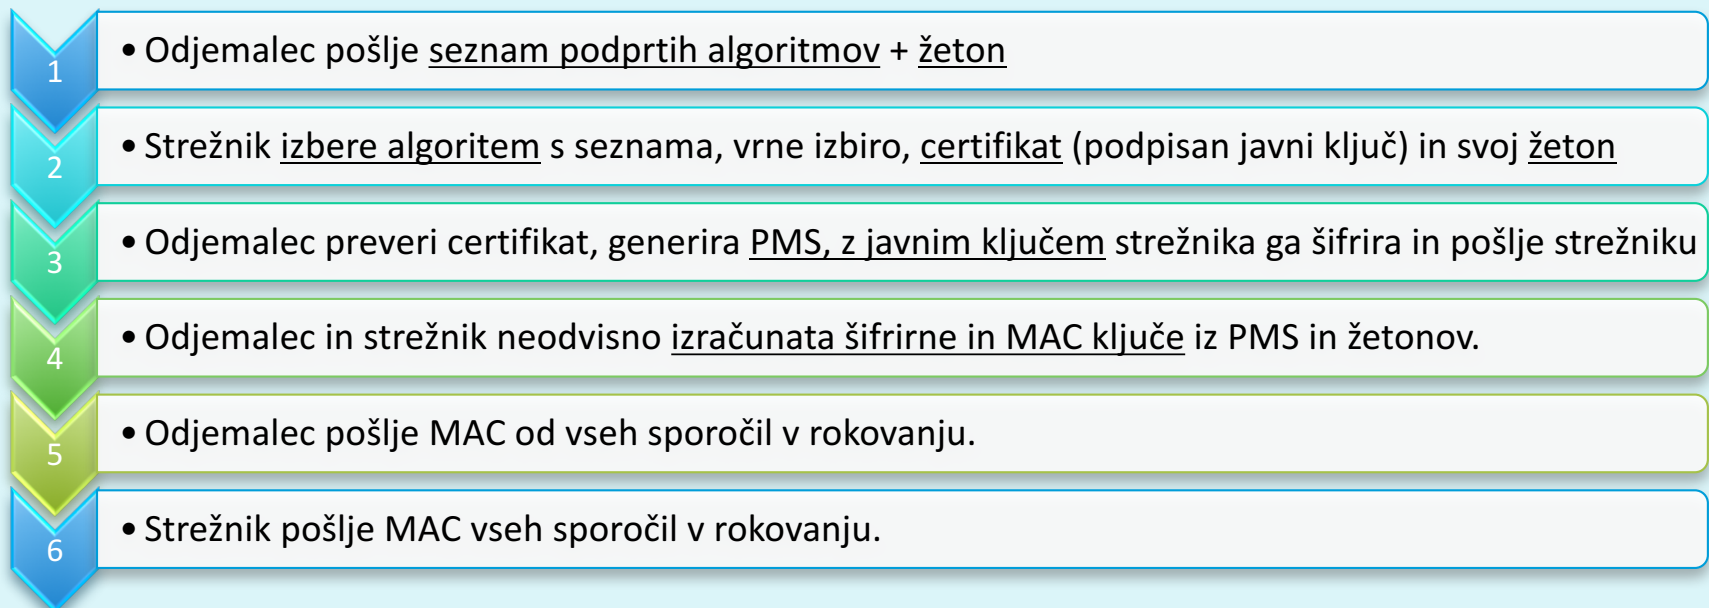 1
• Odjemalec pošlje seznam podprtih algoritmov + žeton
2
• Strežnik izbere algoritem s seznama, vrne izbiro, certifikat (podpisan javni ključ) in svoj žeton
3
• Odjemalec preveri certifikat, generira PMS, z javnim ključem strežnika ga šifrira in pošlje strežniku
4
• Odjemalec in strežnik neodvisno izračunata šifrirne in MAC ključe iz PMS in žetonov.
5
• Odjemalec pošlje MAC od vseh sporočil v rokovanju.
6
• Strežnik pošlje MAC vseh sporočil v rokovanju.